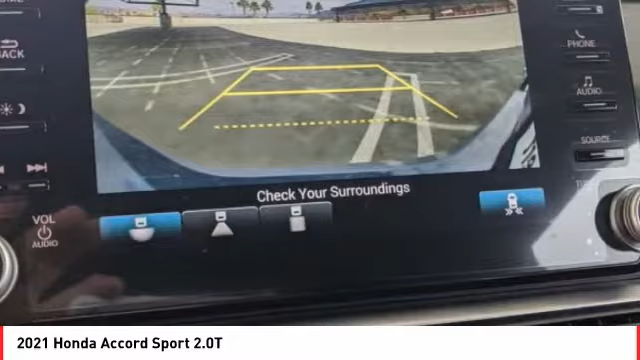 BACK
VOL
AUDIO
PHONE
AUDIO
SOURCE
Check Your Surroundings
2021 Honda Accord Sport 2.0T